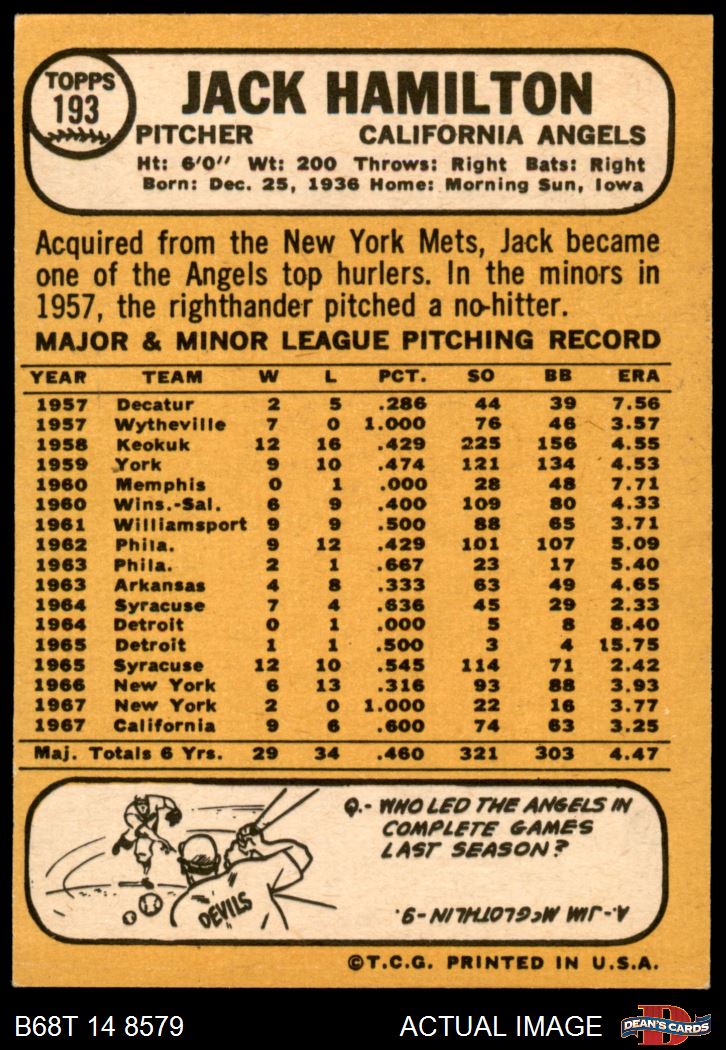 TOPPS
193
JACK HAMILTON
PITCHER CALIFORNIA ANGELS
Ht: 6'0" Wt: 200 Throws: Right Bats: Right
Born: Dec. 25, 1936 Home: Morning Sun, Iowa
Acquired from the New York Mets, Jack became
one of the Angels top hurlers. In the minors in
1957, the righthander pitched a no-hitter.
MAJOR & MINOR LEAGUE PITCHING RECORD
YEAR TEAM W L PCT. SO BB ERA
1957 Decatur 2 5 .286 44 39 7.56
1957 Wytheville 7 0 1.000 76 46 3.57
1958 Keokuk 12 16 .429 225 156 4.55
1959 York 9 10 .474 121 134 4.53
1960 Memphis 0 1 .000 28 48 7.71
1960 Wins.-Sal. 6 9 .400 109 80 4.33
1961 Williamsport 9 9 .500 88 65 3.71
1962 Phila. 9 12 .429 101 107 5.09
1963 Phila. 2 1 .667 23 17 5.40
1963 Arkansas 4 8 .333 63 49 4.65
1964 Syracuse 7 4 .636 45 29 2.33
1964 Detroit 0 1 .000 5 8 8.40
1965 Detroit 1 1 .500 3 4 15.75
1965 Syracuse 12 10 .545 114 71 2.42
1966 New York 6 13 .316 93 88 3.93
1967 New York 2 0 1.000 22 16 3.77
1967 California 9 6 .600 74 63 3.25
Maj. Totals 6 Yrs. 29 34 .460 321 303 4.47
Q.- WHO LED THE ANGELS IN
COMPLETE GAMES
LAST SEASON?
DEVILS
A.- JIM McGLOTHLIN - 9.
©T.C.G. PRINTED IN U.S.A.
B68T 14 8579 ACTUAL IMAGE
D
DEAN'S CARDS